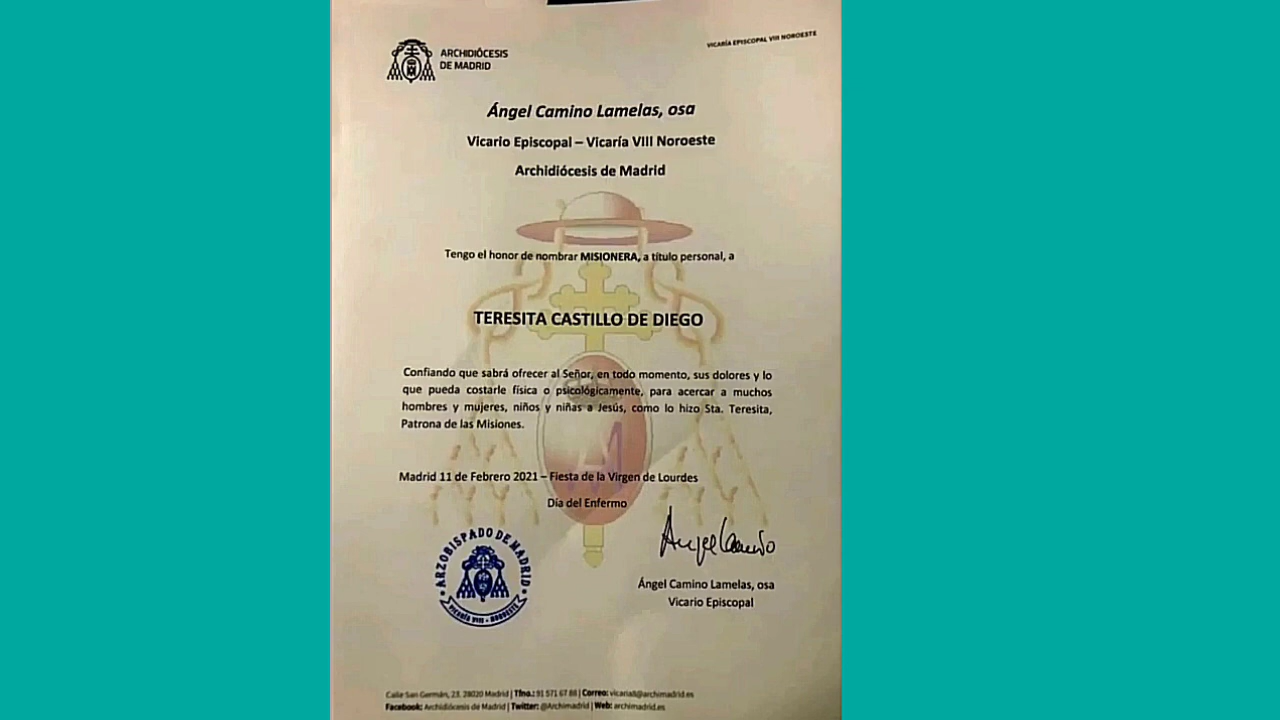 ARCHIDIÓCESIS
DE MADRID
VICARÍA EPISCOPAL VIII NOROESTE
Ángel Camino Lamelas, osa
Vicario Episcopal – Vicaría VIII Noroeste
Archidiócesis de Madrid
Tengo el honor de nombrar MISIONERA, a título personal, a
TERESITA CASTILLO DE DIEGO
Confiando que sabrá ofrecer al Señor, en todo momento, sus dolores y lo
que pueda costarle física o psicológicamente, para acercar a muchos
hombres y mujeres, niños y niñas a Jesús, como lo hizo Sta. Teresita,
Patrona de las Misiones.
Madrid 11 de Febrero 2021 – Fiesta de la Virgen de Lourdes
Día del Enfermo
ARZOBISPADO DE MADRID
VICARÍA VIII - NOROESTE
Ángel Camino
Ángel Camino Lamelas, osa
Vicario Episcopal
Calle San Germán, 23. 28020 Madrid | Tfno.: 91 571 67 88 | Correo: vicaria8@archimadrid.es
Facebook: Archidiócesis de Madrid | Twitter: @Archimadrid | Web: archimadrid.es